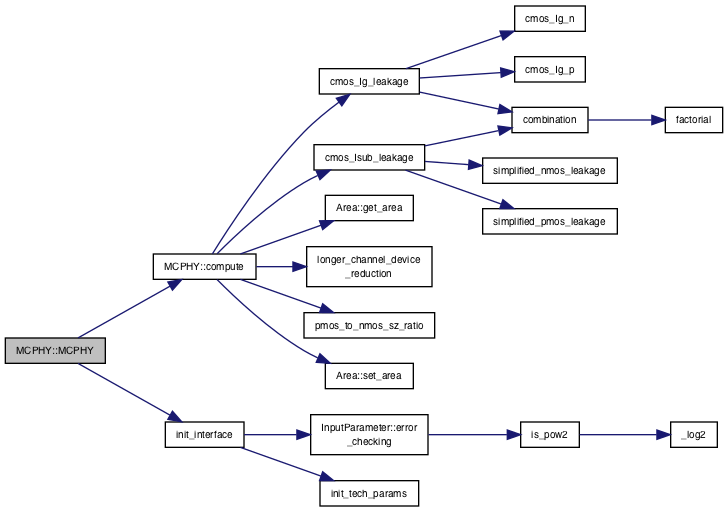 cmos_Ig_n
cmos_Ig_leakage
cmos_Ig_p
combination
factorial
cmos_Isub_leakage
simplified_nmos_leakage
Area::get_area
simplified_pmos_leakage
MCPHY::compute
longer_channel_device
_reduction
pmos_to_nmos_sz_ratio
MCPHY::MCPHY
Area::set_area
init_interface
InputParameter::error
_checking
is_pow2
_log2
init_tech_params